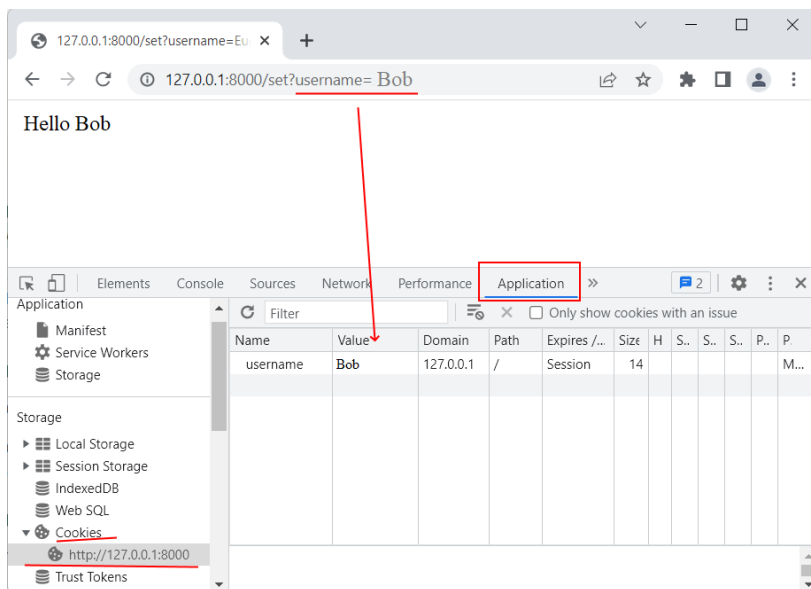 127.0.0.1:8000/set?username=Eu
127.0.0.1:8000/set?username= Bob
Hello Bob
Elements Console Sources Network Performance Application » 2
Application
Manifest
Service Workers
Storage
Storage
Local Storage
Session Storage
IndexedDB
Web SQL
Cookies
http://127.0.0.1:8000
Trust Tokens
Filter Only show cookies with an issue
Name Value Domain Path Expires /... Size H S.. S.. S.. P.. P.
username Bob 127.0.0.1 / Session 14 M...